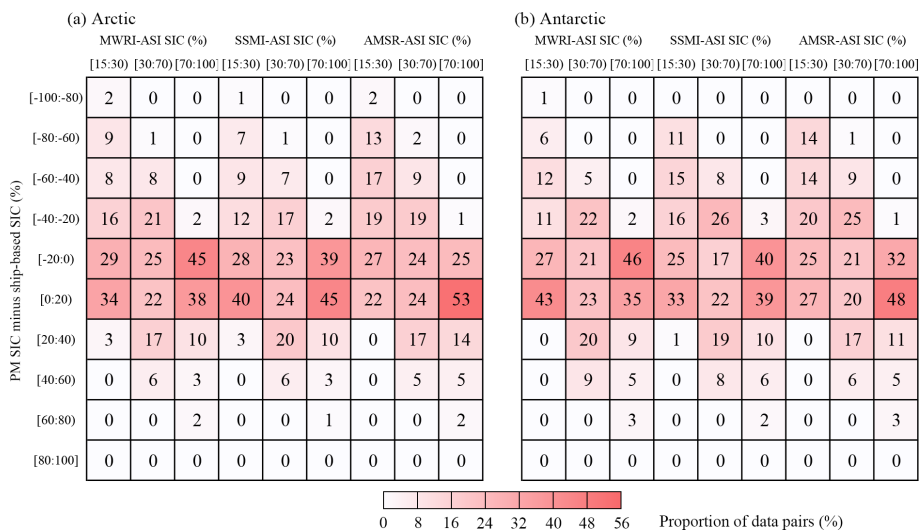 (a) Arctic
(b) Antarctic
MWRI-ASI SIC (%) SSMI-ASI SIC (%) AMSR-ASI SIC (%) MWRI-ASI SIC (%) SSMI-ASI SIC (%) AMSR-ASI SIC (%)
[15:30) [30:70) [70:100] [15:30) [30:70) [70:100] [15:30) [30:70) [70:100] [15:30) [30:70) [70:100] [15:30) [30:70) [70:100] [15:30) [30:70) [70:100]
PM SIC minus ship-based SIC (%)
[-100:-80) 2 0 0 1 0 0 2 0 0 1 0 0 0 0 0 0 0 0
[-80:-60) 9 1 0 7 1 0 13 2 0 6 0 0 11 0 0 14 1 0
[-60:-40) 8 8 0 9 7 0 17 9 0 12 5 0 15 8 0 14 9 0
[-40:-20) 16 21 2 12 17 2 19 19 1 11 22 2 16 26 3 20 25 1
[-20:0) 29 25 45 28 23 39 27 24 25 27 21 46 25 17 40 25 21 32
[0:20) 34 22 38 40 24 45 22 24 53 43 23 35 33 22 39 27 20 48
[20:40) 3 17 10 3 20 10 0 17 14 0 20 9 1 19 10 0 17 11
[40:60) 0 6 3 0 6 3 0 5 5 0 9 5 0 8 6 0 6 5
[60:80) 0 0 2 0 0 1 0 0 2 0 0 3 0 0 2 0 0 3
[80:100] 0 0 0 0 0 0 0 0 0 0 0 0 0 0 0 0 0 0
0 8 16 24 32 40 48 56 Proportion of data pairs (%)